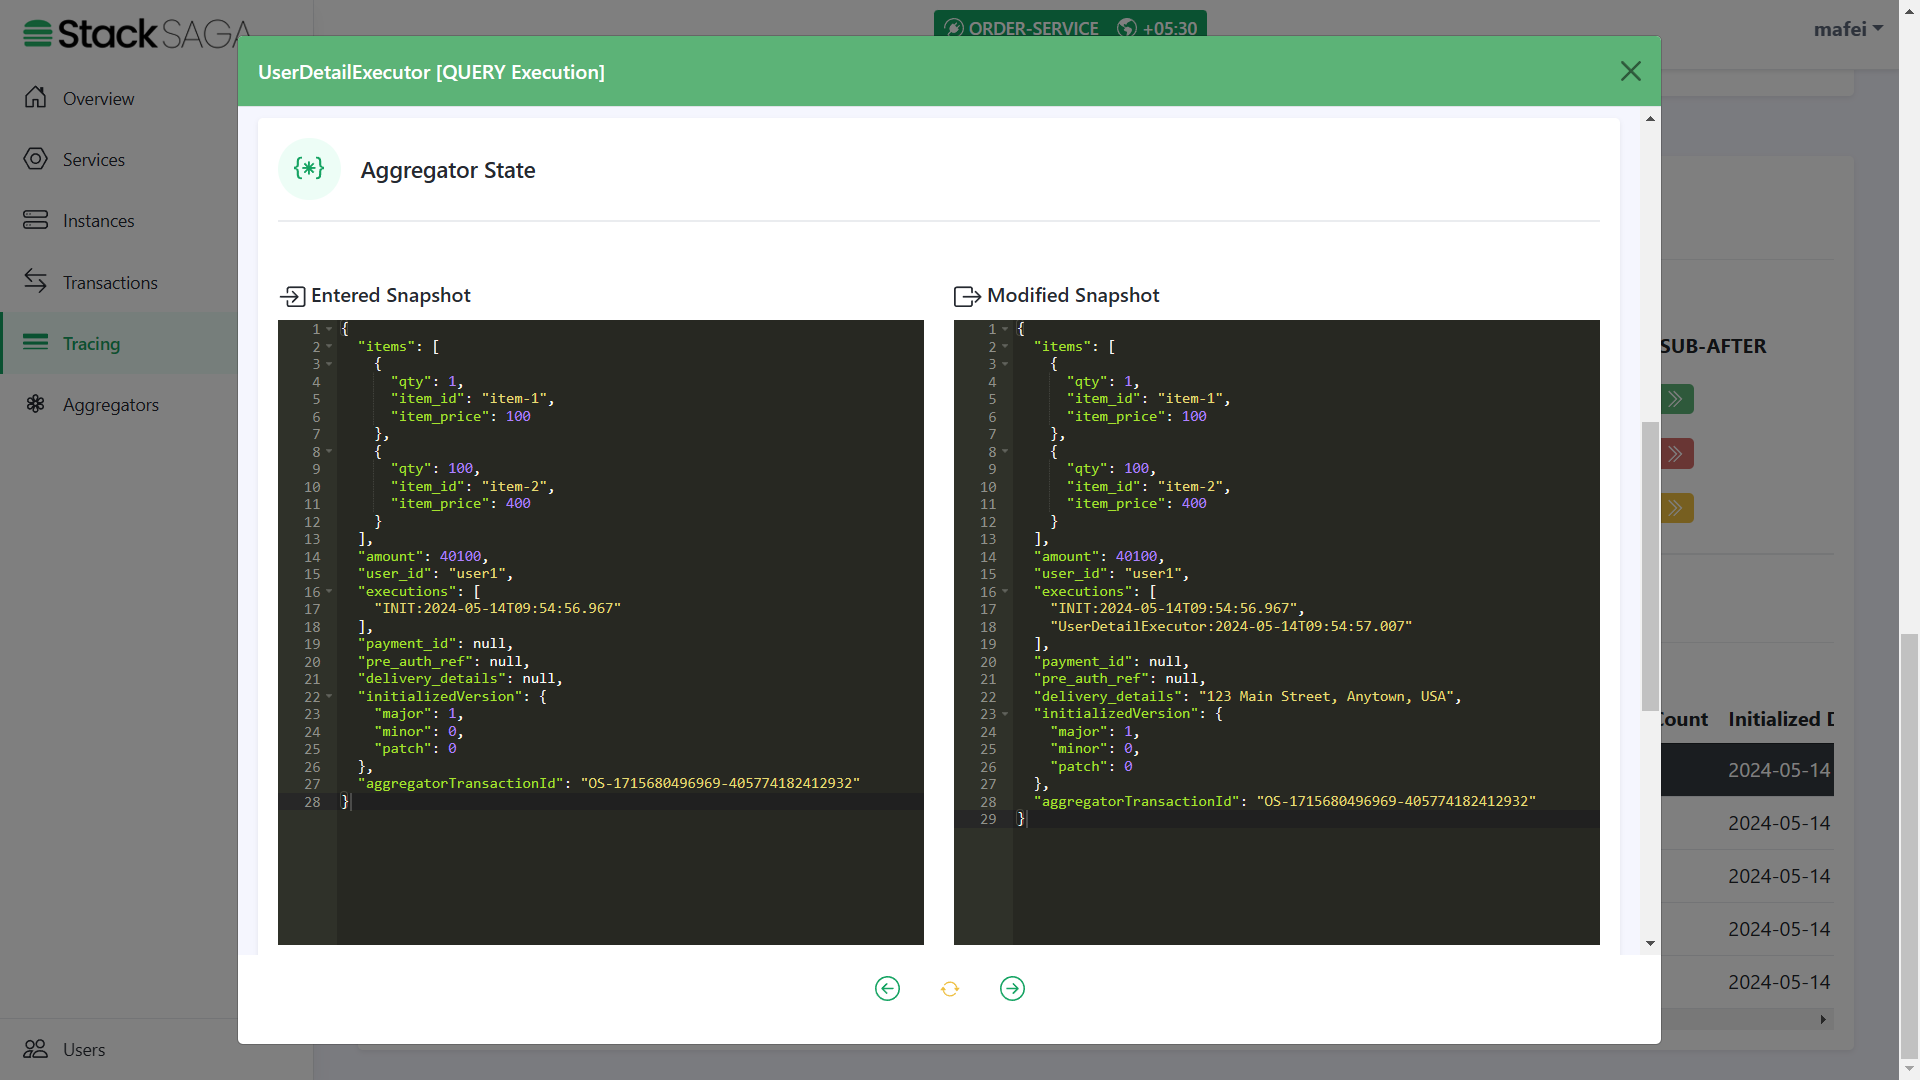 StackSAGA
ORDER-SERVICE +05:30
mafei
Overview
Services
Instances
Transactions
Tracing
Aggregators
Users
UserDetailExecutor [QUERY Execution]
{*} Aggregator State
Entered Snapshot
1 {
2 "items": [
3 {
4 "qty": 1,
5 "item_id": "item-1",
6 "item_price": 100
7 },
8 {
9 "qty": 100,
10 "item_id": "item-2",
11 "item_price": 400
12 }
13 ],
14 "amount": 40100,
15 "user_id": "user1",
16 "executions": [
17 "INIT:2024-05-14T09:54:56.967"
18 ],
19 "payment_id": null,
20 "pre_auth_ref": null,
21 "delivery_details": null,
22 "initializedVersion": {
23 "major": 1,
24 "minor": 0,
25 "patch": 0
26 },
27 "aggregatorTransactionId": "OS-1715680496969-405774182412932"
28 }
Modified Snapshot
1 {
2 "items": [
3 {
4 "qty": 1,
5 "item_id": "item-1",
6 "item_price": 100
7 },
8 {
9 "qty": 100,
10 "item_id": "item-2",
11 "item_price": 400
12 }
13 ],
14 "amount": 40100,
15 "user_id": "user1",
16 "executions": [
17 "INIT:2024-05-14T09:54:56.967",
18 "UserDetailExecutor:2024-05-14T09:54:57.007"
19 ],
20 "payment_id": null,
21 "pre_auth_ref": null,
22 "delivery_details": "123 Main Street, Anytown, USA",
23 "initializedVersion": {
24 "major": 1,
25 "minor": 0,
26 "patch": 0
27 },
28 "aggregatorTransactionId": "OS-1715680496969-405774182412932"
29 }
SUB-AFTER
Initialized
2024-05-14
2024-05-14
2024-05-14
2024-05-14
2024-05-14